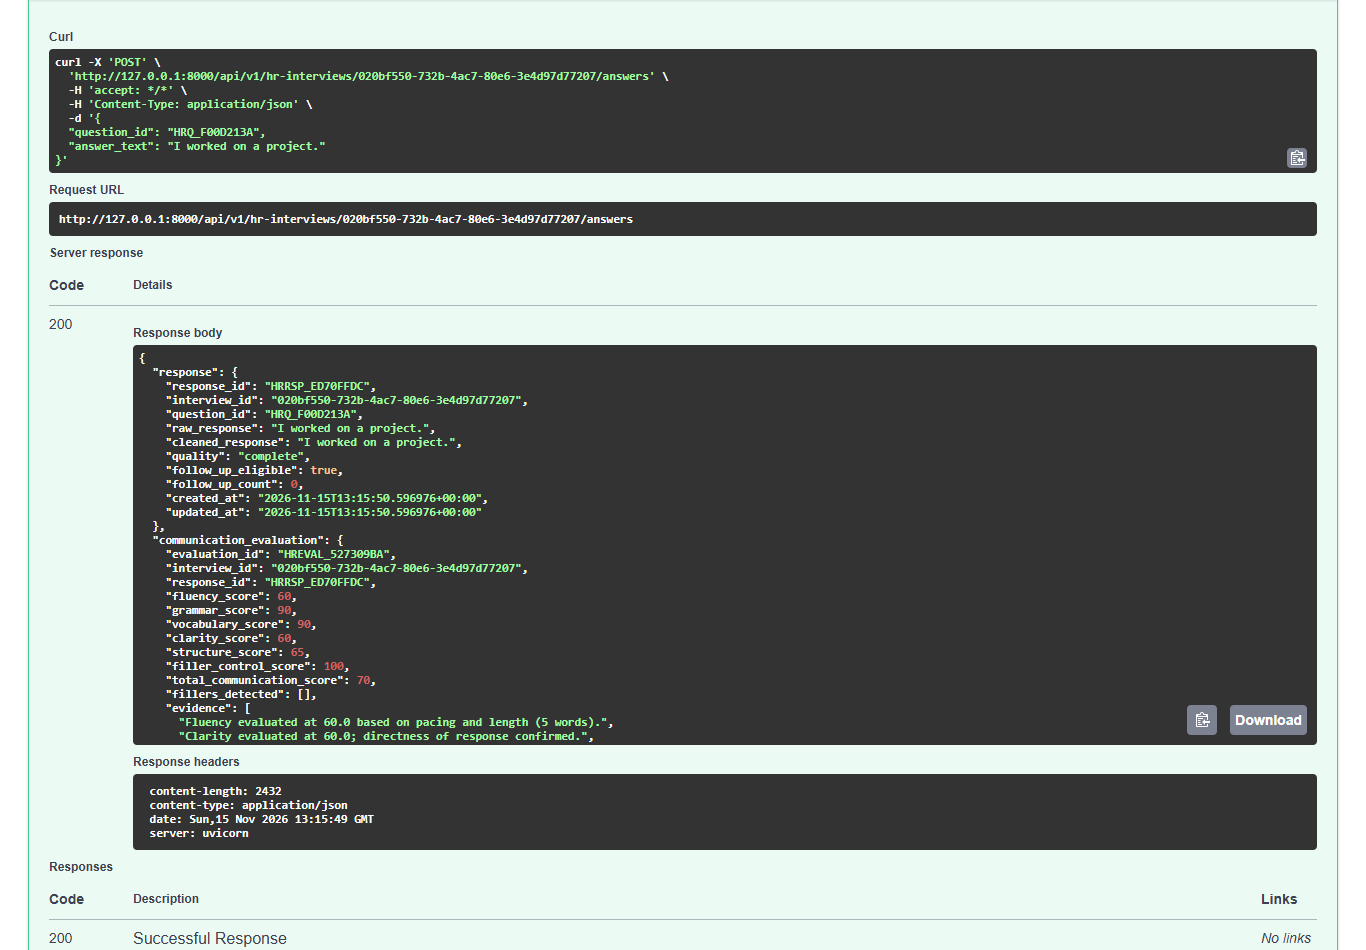 Curl
curl -X 'POST' \
'http://127.0.0.1:8000/api/v1/hr-interviews/020bf550-732b-4ac7-80e6-3e4d97d77207/answers' \
-H 'accept: */*' \
-H 'Content-Type: application/json' \
-d '{
"question_id": "HRQ_F00D213A",
"answer_text": "I worked on a project."
}'
Request URL
http://127.0.0.1:8000/api/v1/hr-interviews/020bf550-732b-4ac7-80e6-3e4d97d77207/answers
Server response
Code Details
200
Response body
{
"response": {
"response_id": "HRRSP_ED70FFDC",
"interview_id": "020bf550-732b-4ac7-80e6-3e4d97d77207",
"question_id": "HRQ_F00D213A",
"raw_response": "I worked on a project.",
"cleaned_response": "I worked on a project.",
"quality": "complete",
"follow_up_eligible": true,
"follow_up_count": 0,
"created_at": "2026-11-15T13:15:50.596976+00:00",
"updated_at": "2026-11-15T13:15:50.596976+00:00"
},
"communication_evaluation": {
"evaluation_id": "HREVAL_527309BA",
"interview_id": "020bf550-732b-4ac7-80e6-3e4d97d77207",
"response_id": "HRRSP_ED70FFDC",
"fluency_score": 60,
"grammar_score": 90,
"vocabulary_score": 90,
"clarity_score": 60,
"structure_score": 65,
"filler_control_score": 100,
"total_communication_score": 70,
"fillers_detected": [],
"evidence": [
"Fluency evaluated at 60.0 based on pacing and length (5 words).",
"Clarity evaluated at 60.0; directness of response confirmed.",
Download
Response headers
content-length: 2432
content-type: application/json
date: Sun,15 Nov 2026 13:15:49 GMT
server: uvicorn
Responses
Code Description Links
200 Successful Response No links